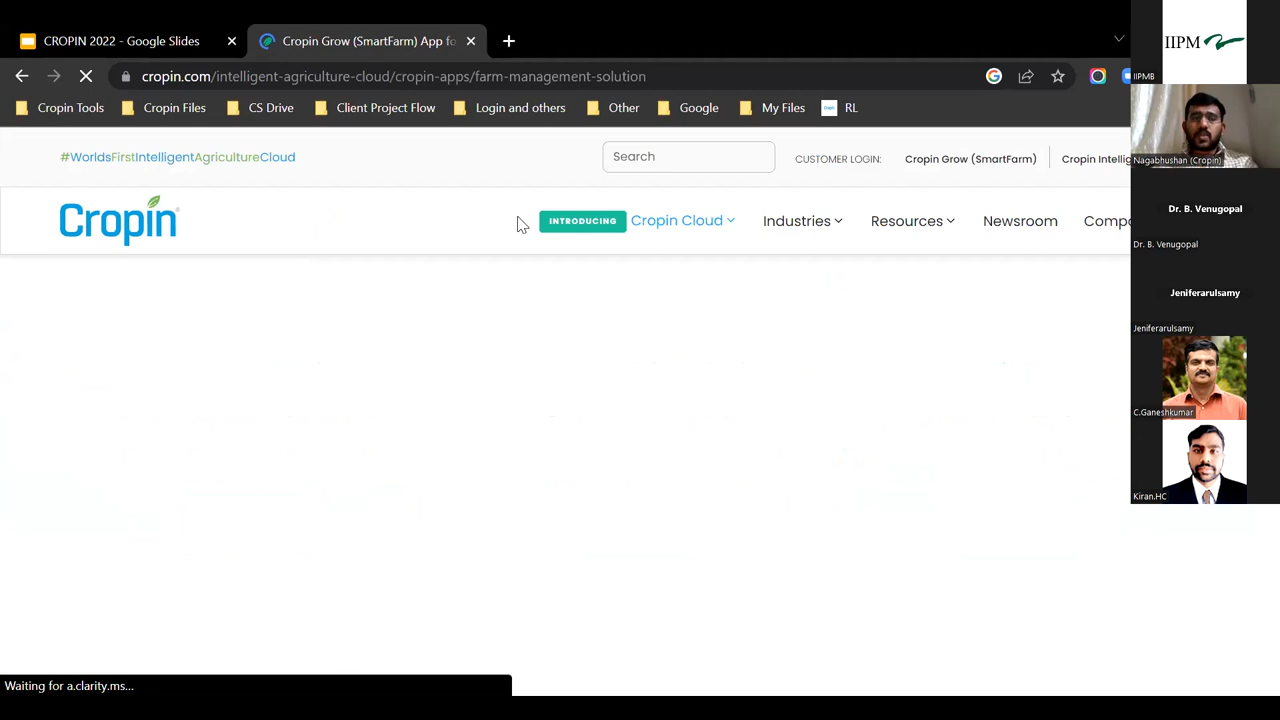 CROPIN 2022 - Google Slides
Cropin Grow (SmartFarm) App fo
cropin.com/intelligent-agriculture-cloud/cropin-apps/farm-management-solution
Cropin Tools
Cropin Files
CS Drive
Client Project Flow
Login and others
Other
Google
My Files
RL
#WorldsFirstIntelligentAgricultureCloud
Search
CUSTOMER LOGIN:
Cropin Grow (SmartFarm)
Cropin Intellig
Cropin
INTRODUCING
Cropin Cloud
Industries
Resources
Newsroom
Compa
Waiting for a.clarity.ms...
IIPM
IIPMB
Nagabhushan (Cropin)
Dr. B. Venugopal
Dr. B. Venugopal
Jeniferarulsamy
Jeniferarulsamy
C.Ganeshkumar
Kiran.HC